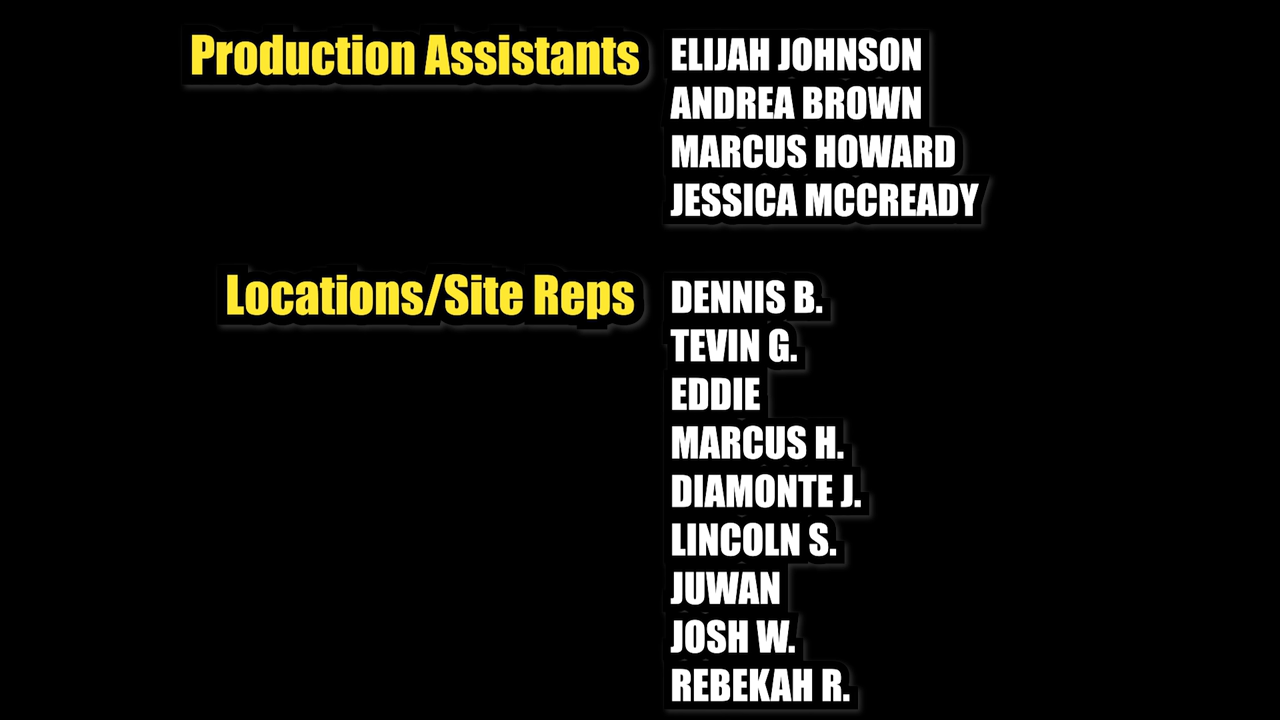 Production Assistants ELIJAH JOHNSON
ANDREA BROWN
MARCUS HOWARD
JESSICA MCCREADY
Locations/Site Reps DENNIS B.
TEVIN G.
EDDIE
MARCUS H.
DIAMONTE J.
LINCOLN S.
JUWAN
JOSH W.
REBEKAH R.